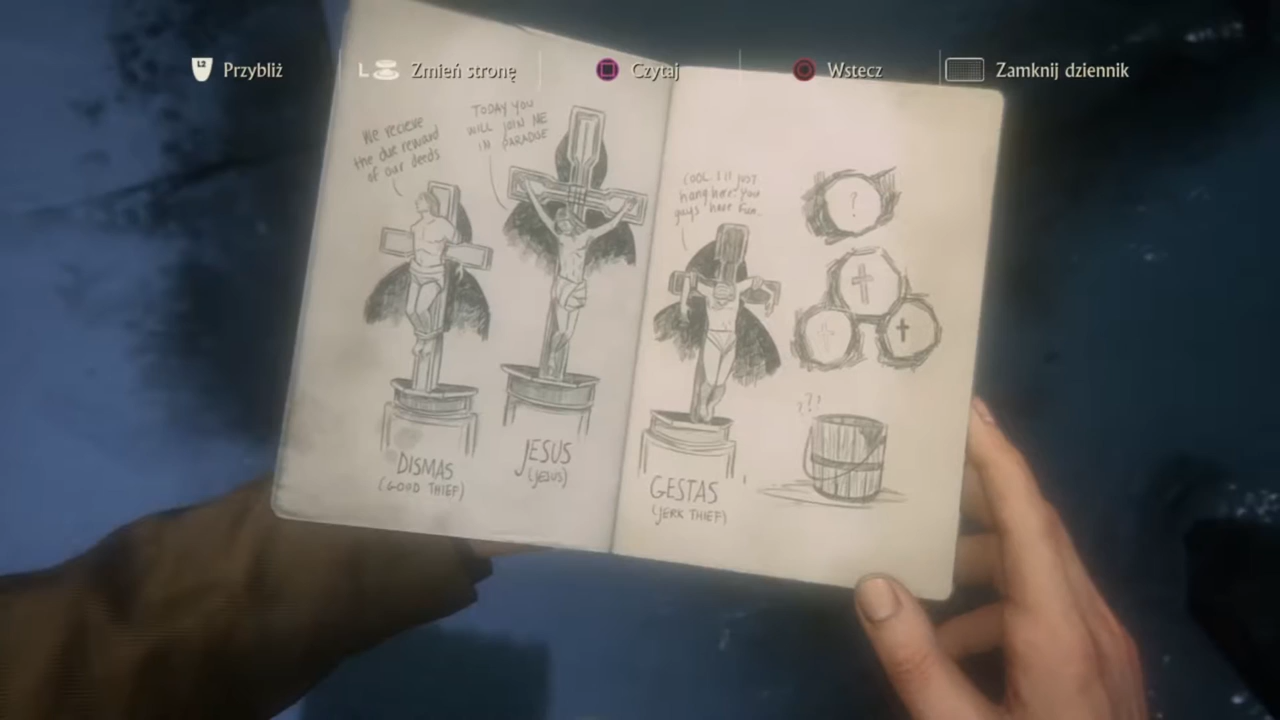 L2 Przybliż
L Zmień stronę
Czytaj
Wstecz
Zamknij dziennik
We recieve
the due reward
of our deeds
TODAY YOU
WILL JOIN ME
IN PARADISE
COOL. I'll just
hang here. You
guys have fun.
?
DISMAS
(GOOD THIEF)
JESUS
(JESUS)
GESTAS
(JERK THIEF)
???